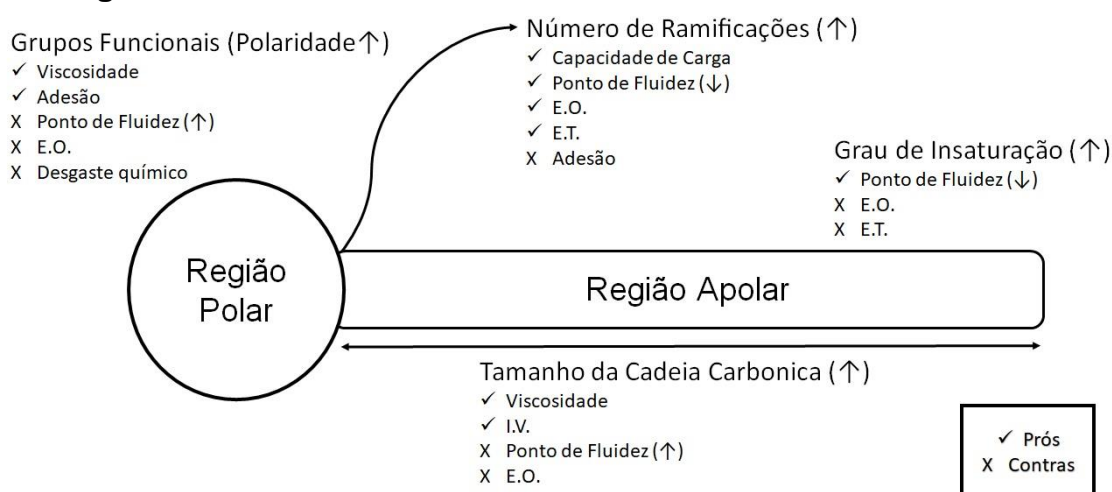 Grupos Funcionais (Polaridade↑)
✓ Viscosidade
✓ Adesão
X Ponto de Fluidez (↑)
X E.O.
X Desgaste químico
Número de Ramificações (↑)
✓ Capacidade de Carga
✓ Ponto de Fluidez (↓)
✓ E.O.
✓ E.T.
X Adesão
Grau de Insaturação (↑)
✓ Ponto de Fluidez (↓)
X E.O.
X E.T.
Região
Polar
Região Apolar
Tamanho da Cadeia Carbonica (↑)
✓ Viscosidade
✓ I.V.
X Ponto de Fluidez (↑)
X E.O.
✓ Prós
X Contras